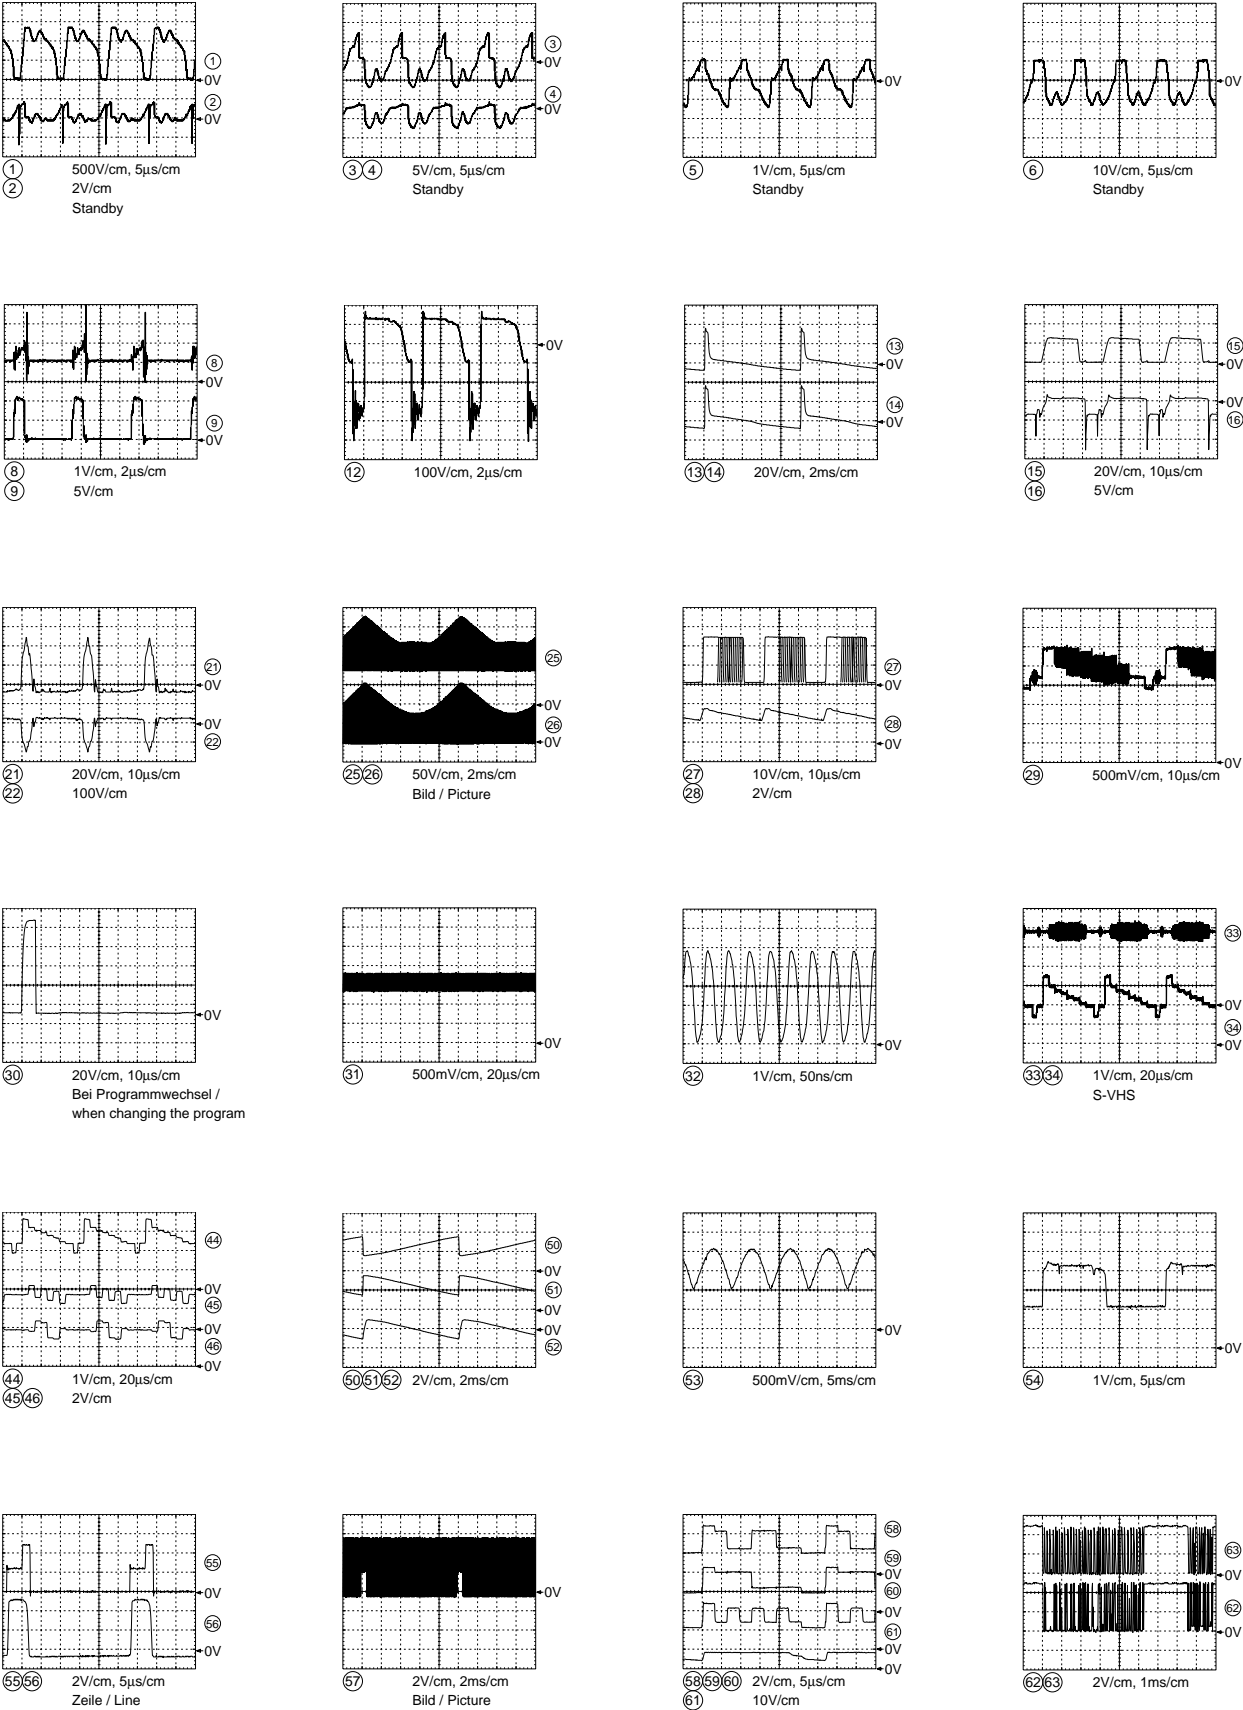 1
0V
2
0V
1 500V/cm, 5µs/cm
2 2V/cm
Standby
3
0V
4
0V
3 4 5V/cm, 5µs/cm
Standby
0V
5 1V/cm, 5µs/cm
Standby
0V
6 10V/cm, 5µs/cm
Standby
8
0V
9
0V
8 1V/cm, 2µs/cm
9 5V/cm
0V
12 100V/cm, 2µs/cm
13
0V
14
0V
13 14 20V/cm, 2ms/cm
15
0V
0V
16
15 20V/cm, 10µs/cm
16 5V/cm
21
0V
0V
22
21 20V/cm, 10µs/cm
22 100V/cm
25
0V
26
0V
25 26 50V/cm, 2ms/cm
Bild / Picture
27
0V
28
0V
27 10V/cm, 10µs/cm
28 2V/cm
0V
29 500mV/cm, 10µs/cm
0V
30 20V/cm, 10µs/cm
Bei Programmwechsel /
when changing the program
0V
31 500mV/cm, 20µs/cm
0V
32 1V/cm, 50ns/cm
33
0V
34
0V
33 34 1V/cm, 20µs/cm
S-VHS
44
0V
45
0V
46
0V
44 1V/cm, 20µs/cm
45 46 2V/cm
50
0V
51
0V
0V
52
50 51 52 2V/cm, 2ms/cm
0V
53 500mV/cm, 5ms/cm
0V
54 1V/cm, 5µs/cm
55
0V
56
0V
55 56 2V/cm, 5µs/cm
Zeile / Line
0V
57 2V/cm, 2ms/cm
Bild / Picture
58
59
0V
60
0V
61
0V
0V
58 59 60 2V/cm, 5µs/cm
61 10V/cm
63
0V
62
0V
62 63 2V/cm, 1ms/cm